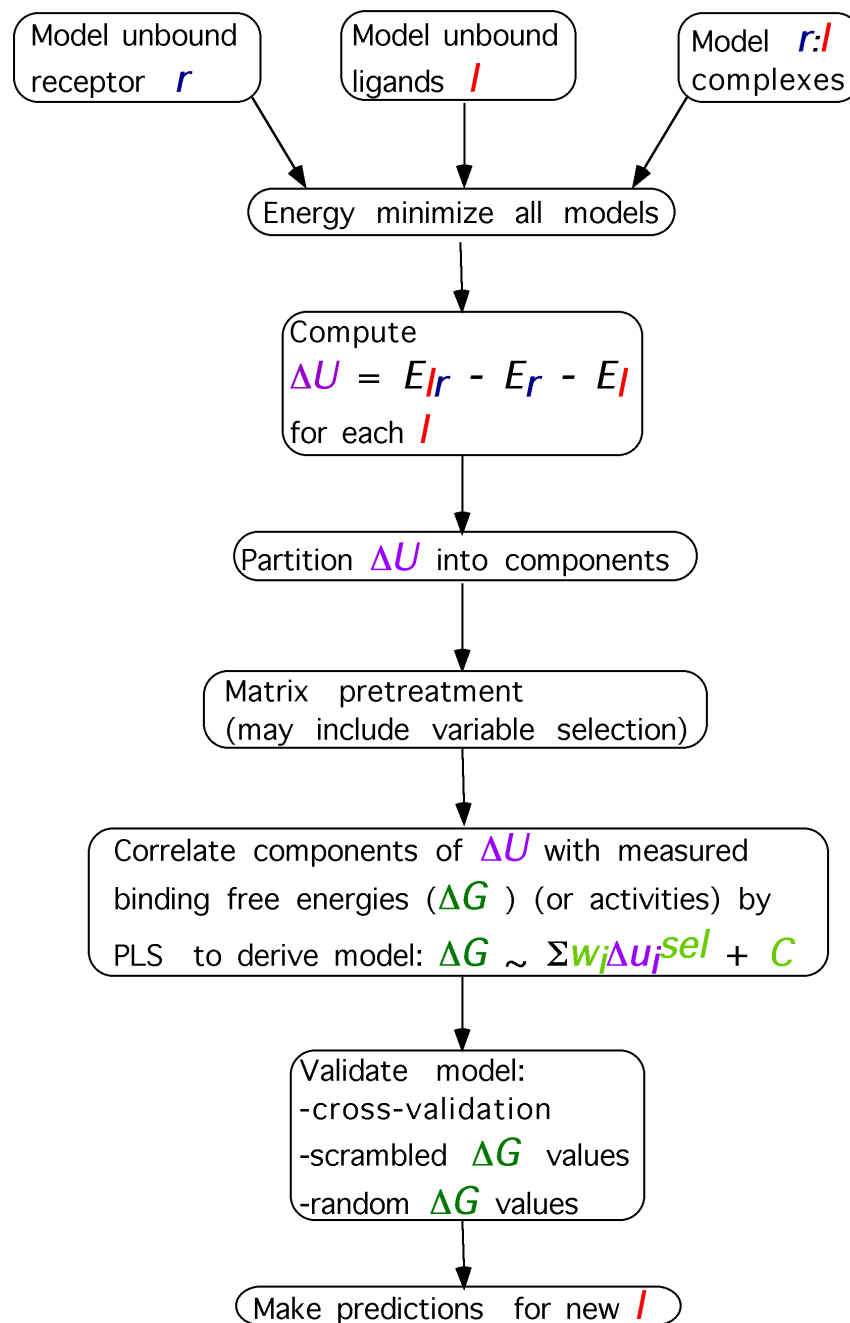 Model unbound
receptor r
Model unbound
ligands l
Model r:l
complexes
Energy minimize all models
Compute
ΔU = Elr - Er - El
for each l
Partition ΔU into components
Matrix pretreatment
(may include variable selection)
Correlate components of ΔU with measured
binding free energies (ΔG ) (or activities) by
PLS to derive model: ΔG ~ ΣwiΔui^sel + C
Validate model:
-cross-validation
-scrambled ΔG values
-random ΔG values
Make predictions for new l